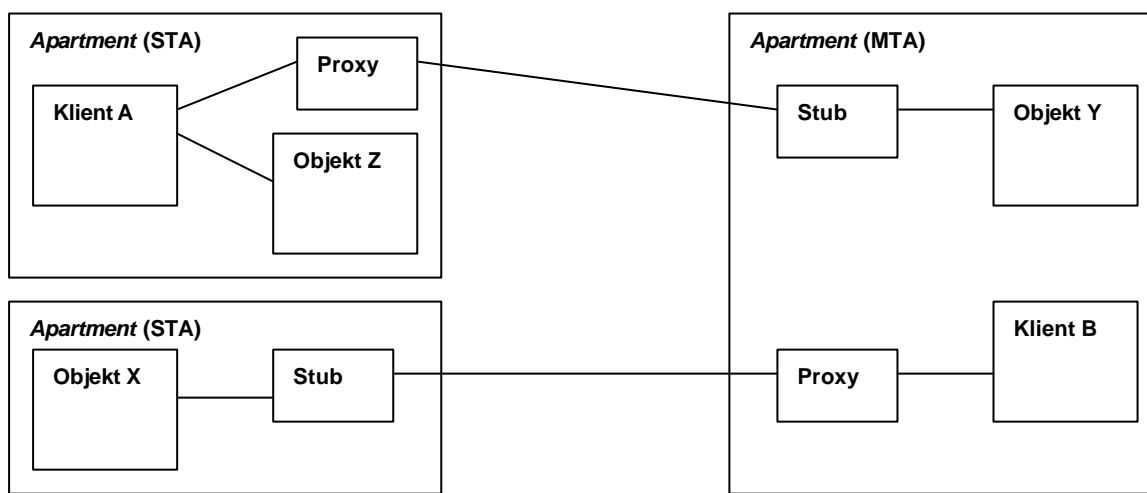 Apartment (STA)
Proxy
Klient A
Objekt Z
Apartment (MTA)
Stub
Objekt Y
Apartment (STA)
Objekt X
Stub
Proxy
Klient B